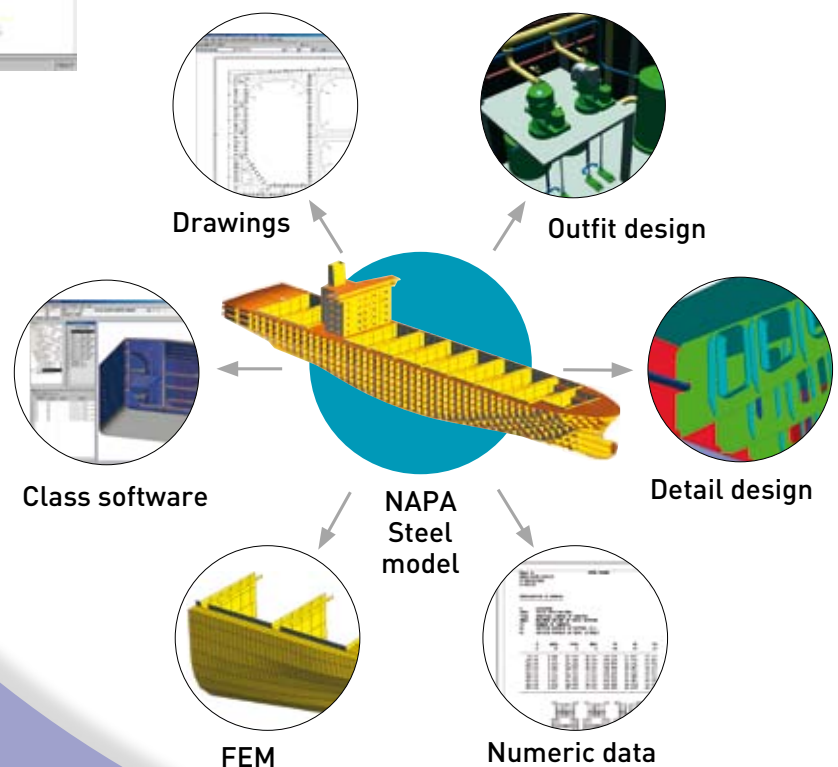 Drawings
Outfit design
Class software
NAPA
Steel
model
Detail design
FEM
Numeric data